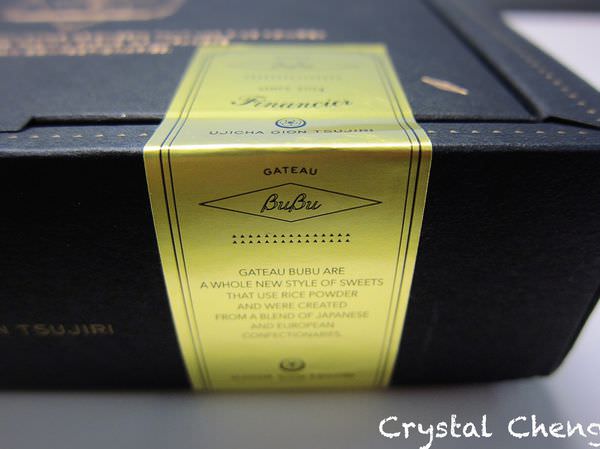 Financier
UJICHA GION TSUJIRI
GATEAU
BuBu
GATEAU BUBU ARE
A WHOLE NEW STYLE OF SWEETS
THAT USE RICE POWDER
AND WERE CREATED
FROM A BLEND OF JAPANESE
AND EUROPEAN
CONFECTIONARIES.
TSUJIRI
Crystal Cheng